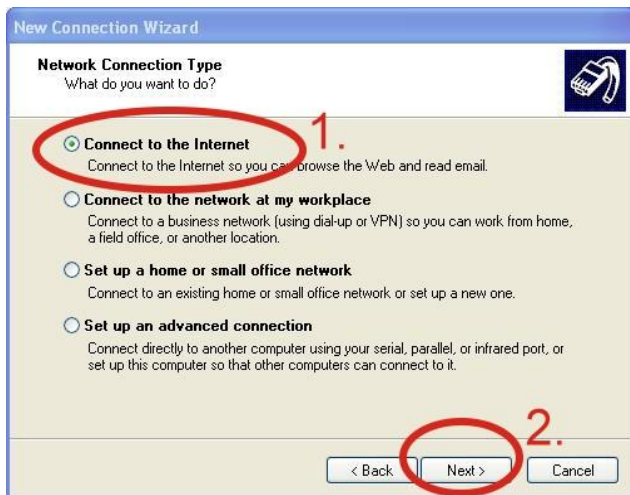 New Connection Wizard
Network Connection Type
What do you want to do?
Connect to the Internet
1.
Connect to the Internet so you can browse the Web and read email.
Connect to the network at my workplace
Connect to a business network (using dial-up or VPN) so you can work from home,
a field office, or another location.
Set up a home or small office network
Connect to an existing home or small office network or set up a new one.
Set up an advanced connection
Connect directly to another computer using your serial, parallel, or infrared port, or
set up this computer so that other computers can connect to it.
2.
< Back
Next >
Cancel